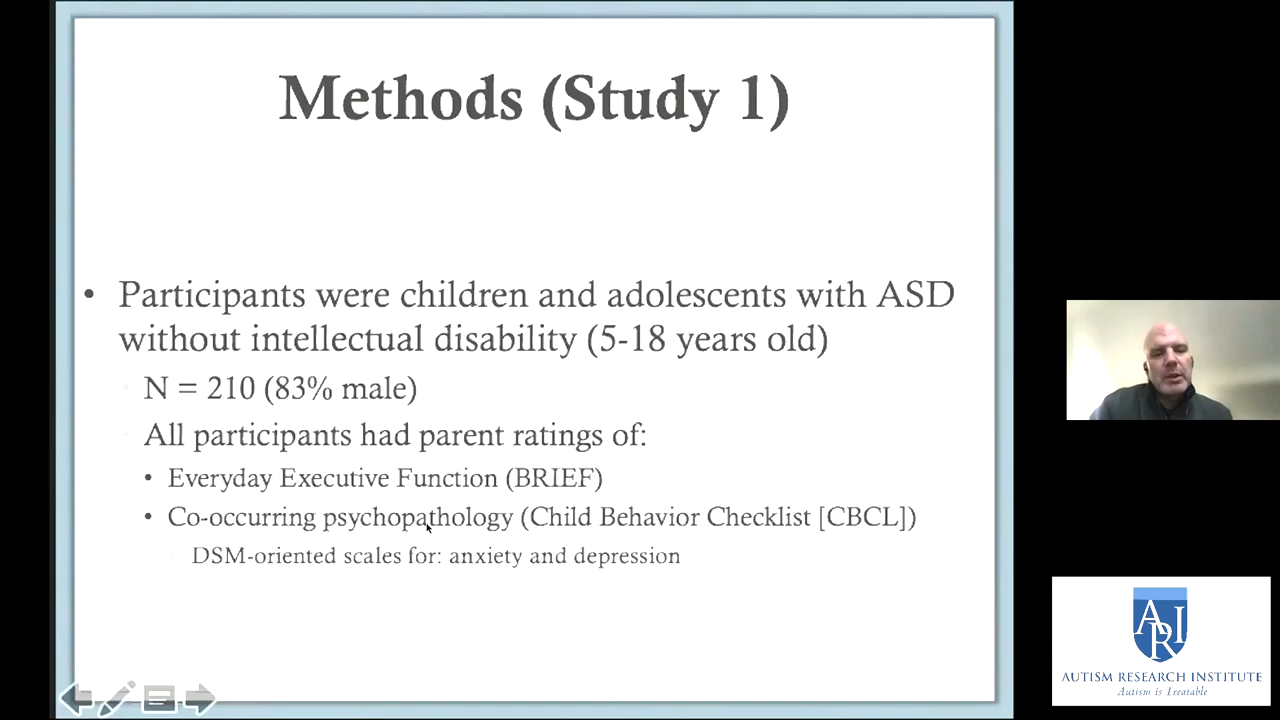 Methods (Study 1)
• Participants were children and adolescents with ASD
without intellectual disability (5-18 years old)
N = 210 (83% male)
All participants had parent ratings of:
• Everyday Executive Function (BRIEF)
• Co-occurring psychopathology (Child Behavior Checklist [CBCL])
DSM-oriented scales for: anxiety and depression
ARI
AUTISM RESEARCH INSTITUTE
Autism is Treatable